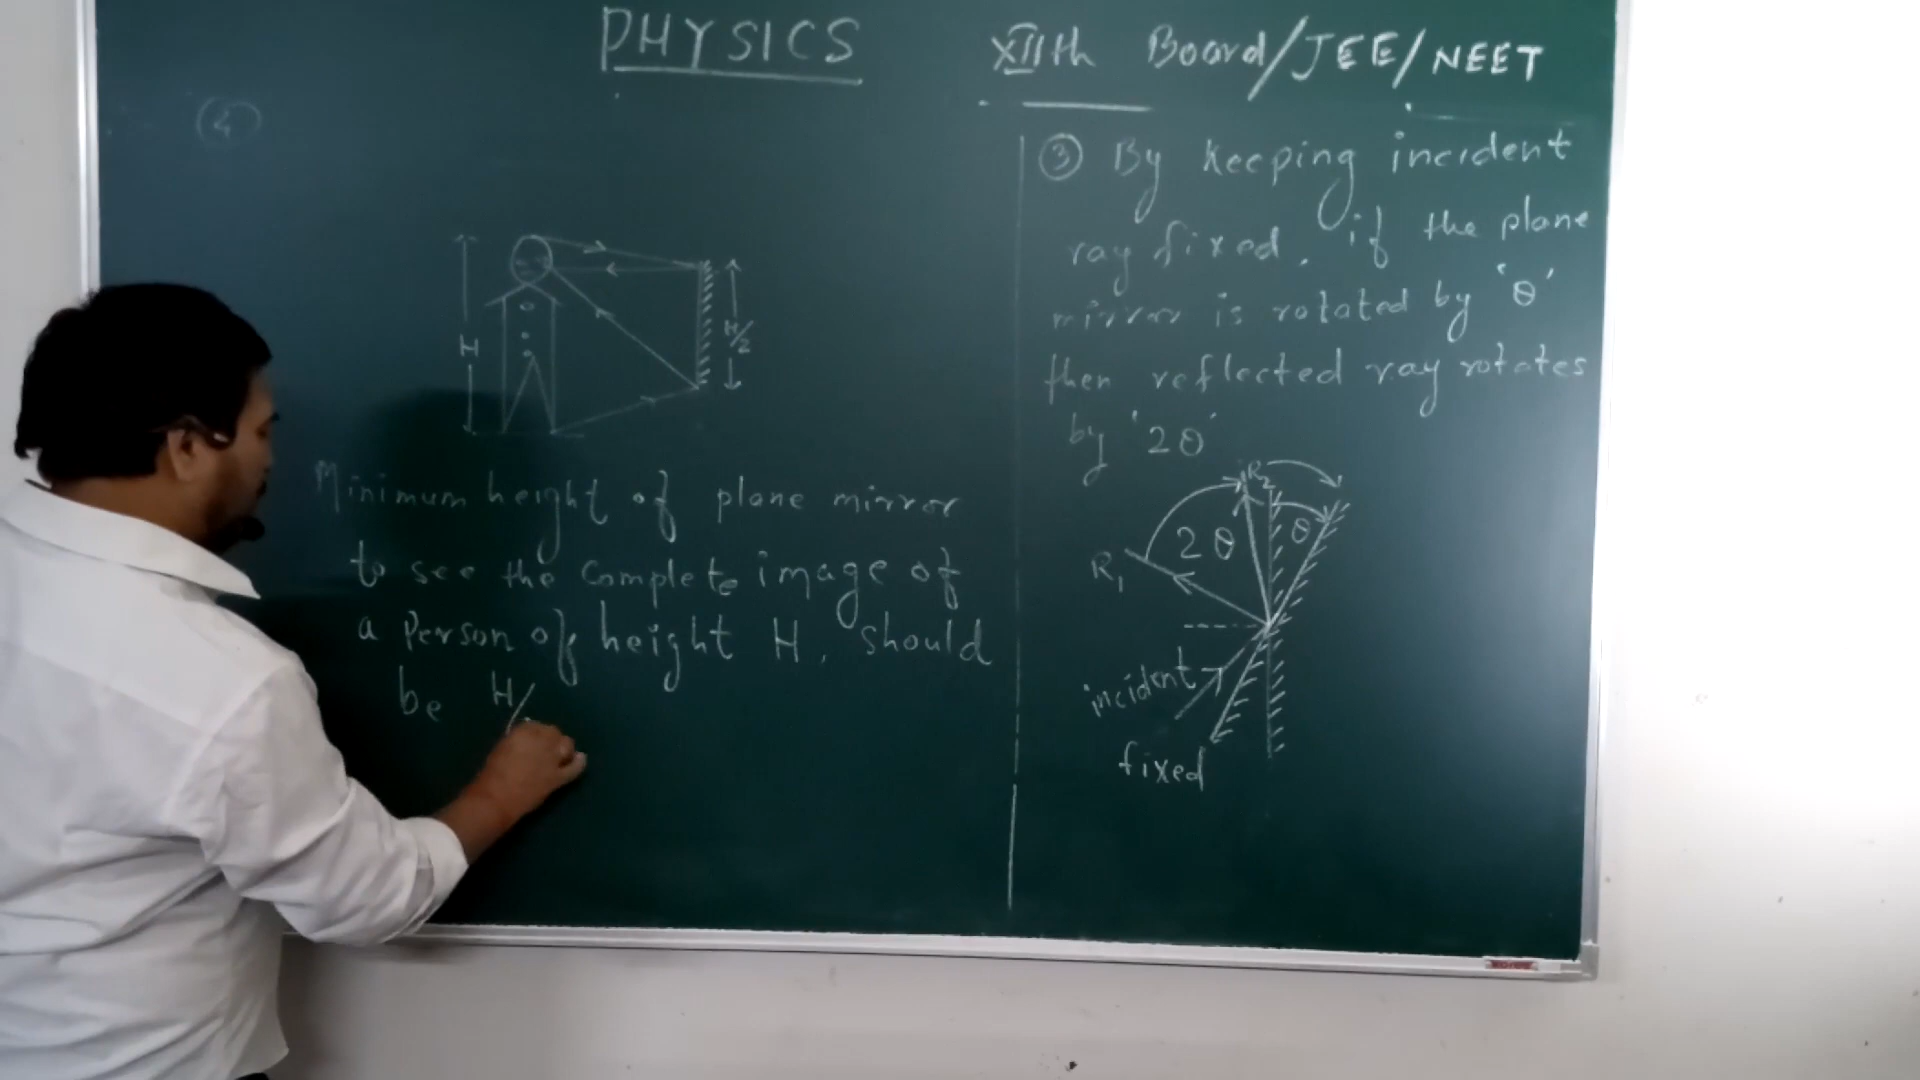 PHYSICS
XIIth Board/JEE/NEET
(4)
H
H/2
Minimum height of plane mirror
to see the complete image of
a Person of height H, should
be H/
③ By keeping incident
ray fixed, if the plane
mirror is rotated by 'θ'
then reflected ray rotates
by '2θ'
R₂
2θ
θ
R₁
incident
fixed